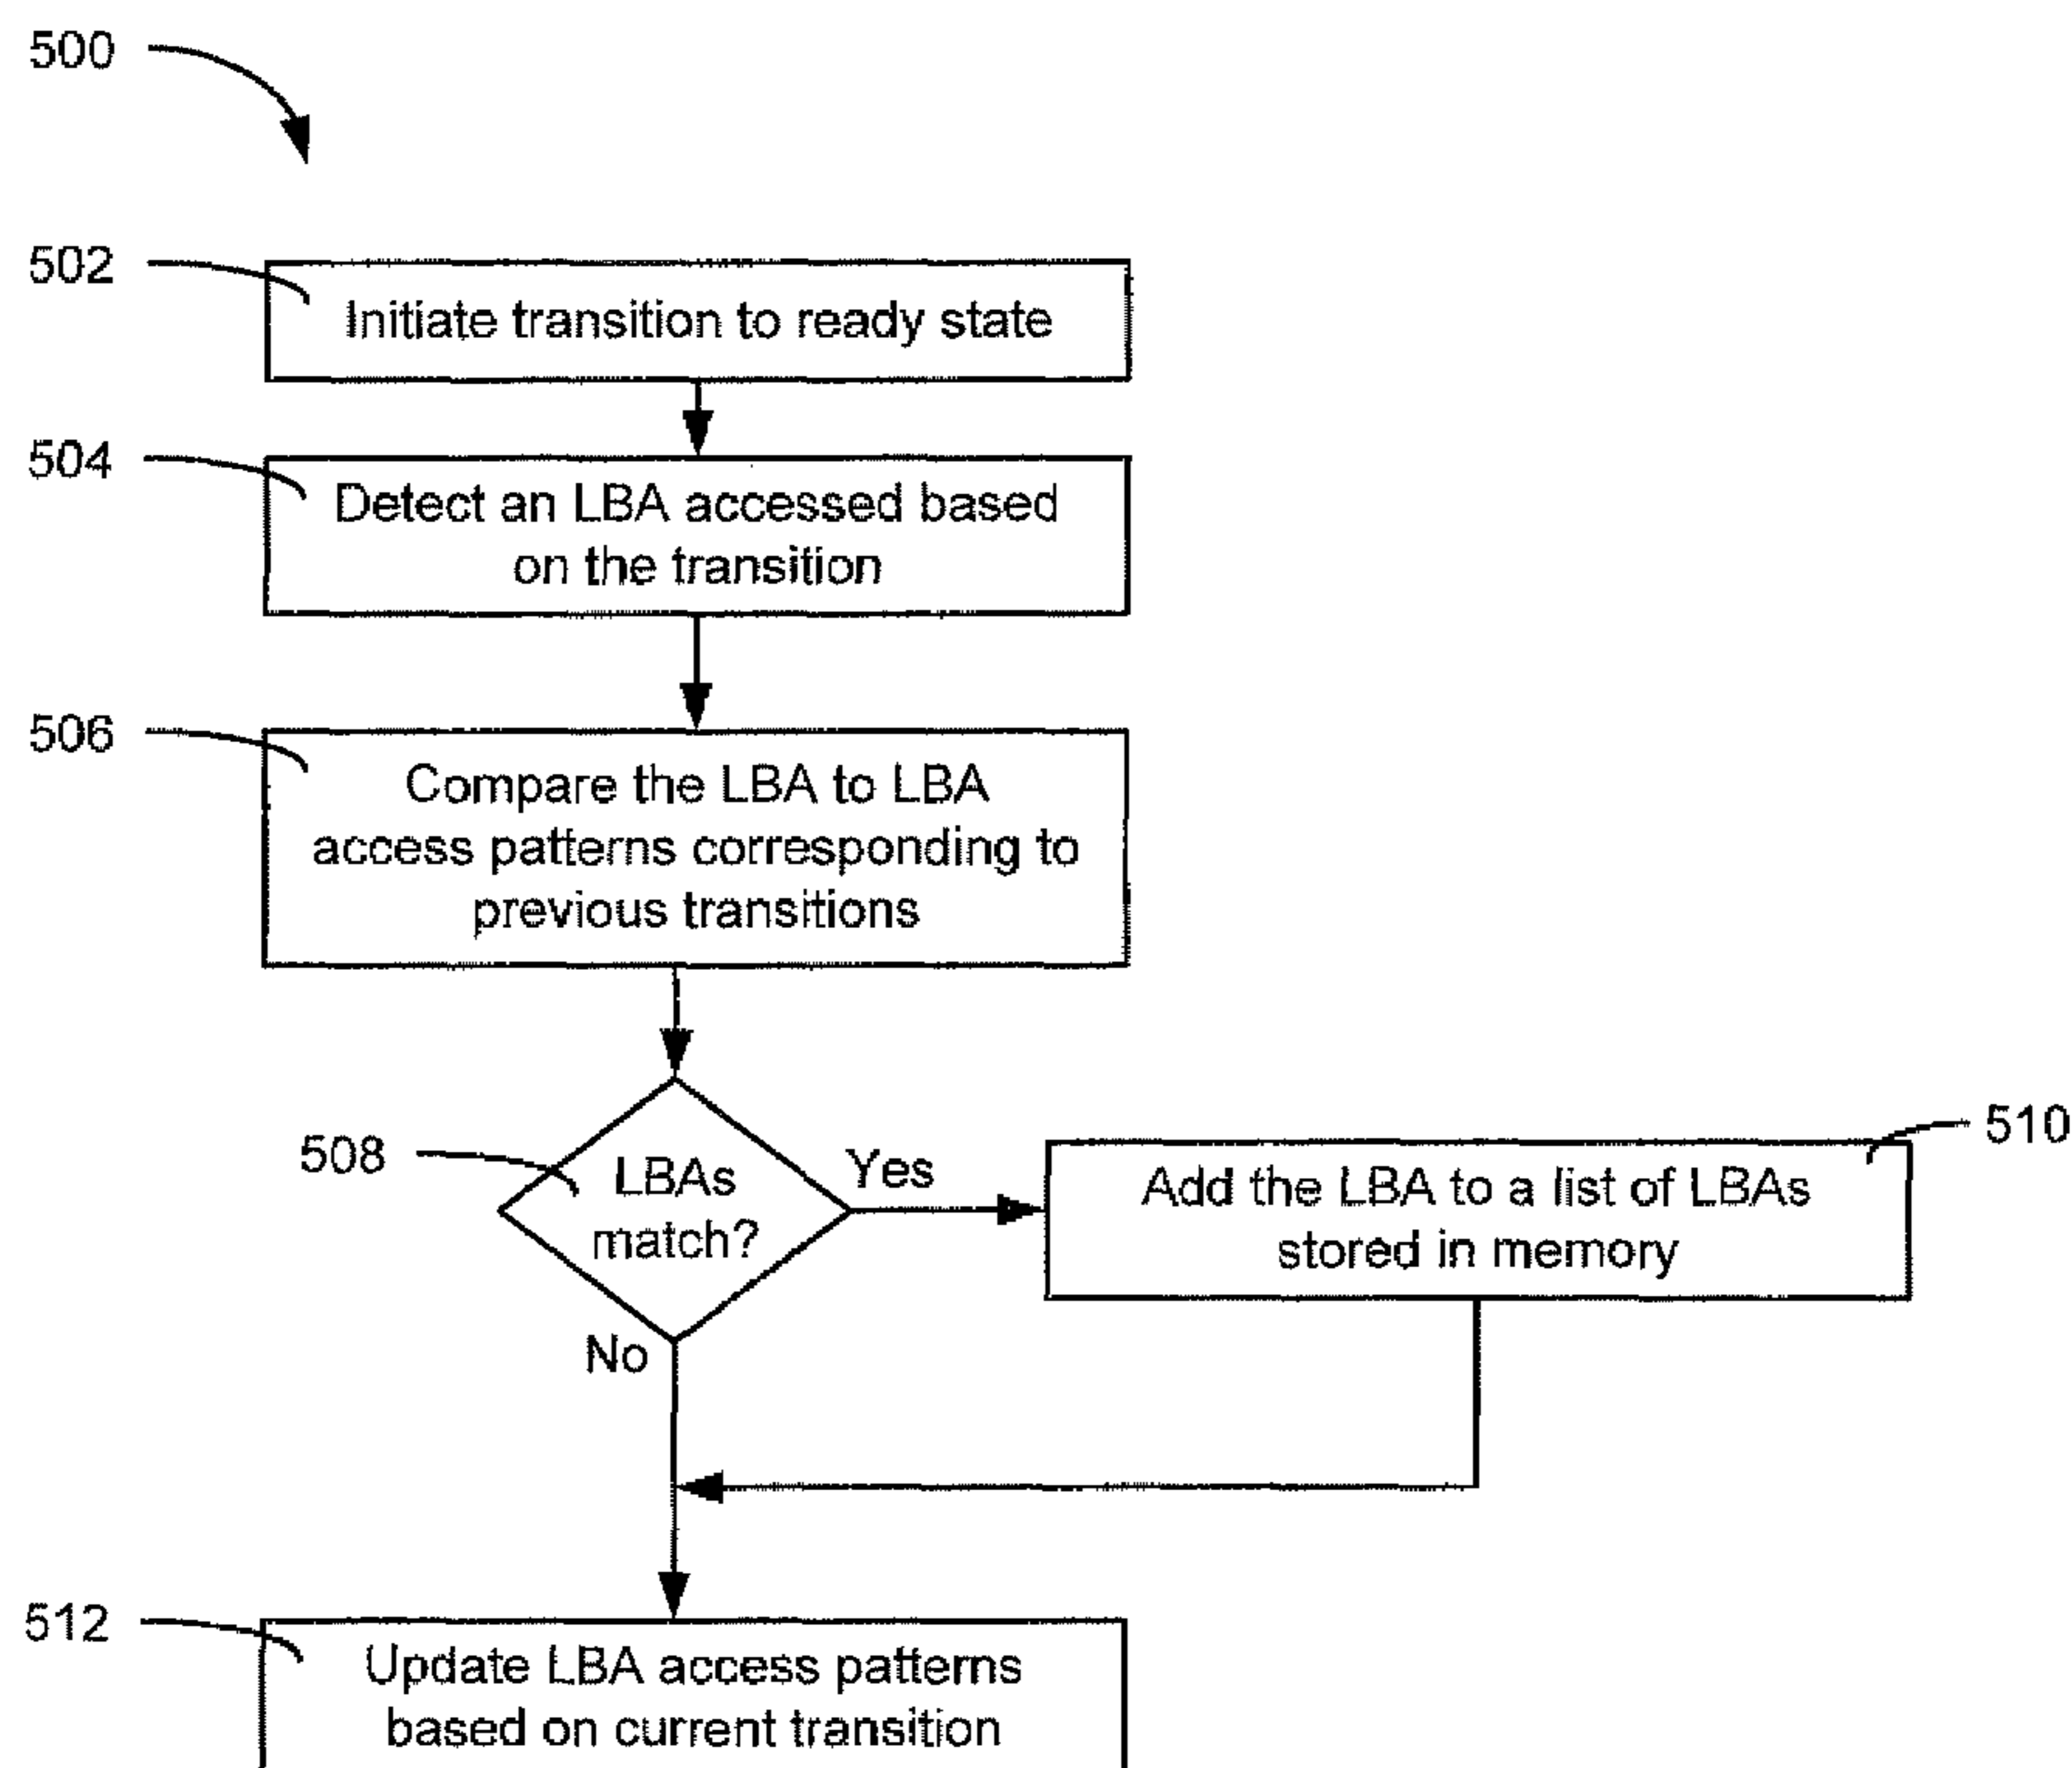 500
502
Initiate transition to ready state
504
Detect an LBA accessed based
on the transition
506
Compare the LBA to LBA
access patterns corresponding to
previous transitions
508
LBAs
match?
Yes
No
510
Add the LBA to a list of LBAs
stored in memory
512
Update LBA access patterns
based on current transition